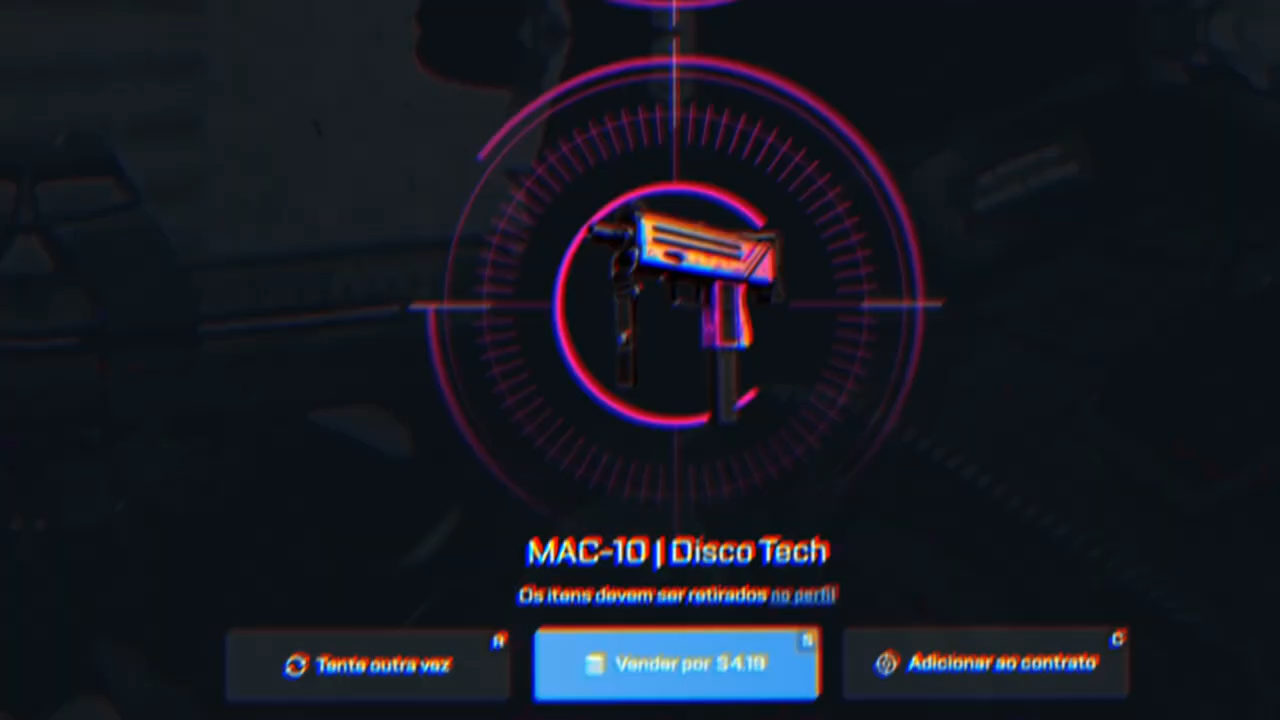 MAC-10 | Disco Tech
Os itens devem ser retirados no perfil
R
Tente outra vez
S
Vender por $4.19
C
Adicionar ao contrato